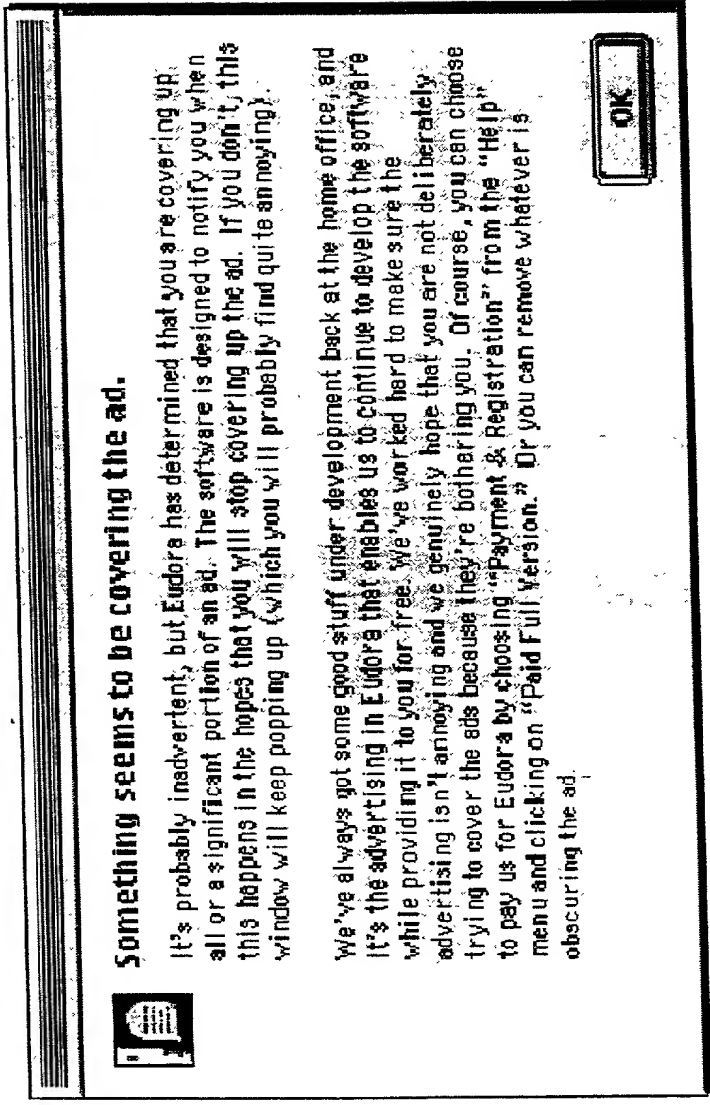 Something seems to be covering the ad.
It's probably inadvertent, but Eudora has determined that you are covering up
all or a significant portion of an ad. The software is designed to notify you when
this happens in the hopes that you will stop covering up the ad. If you don't, this
window will keep popping up (which you will probably find quite annoying).
We've always got some good stuff under development back at the home office, and
it's the advertising in Eudora that enables us to continue to develop the software
while providing it to you for free. We've worked hard to make sure the
advertising isn't annoying and we genuinely hope that you are not deliberately
trying to cover the ads because they're bothering you. Of course, you can choose
to pay us for Eudora by choosing "Payment & Registration" from the "Help"
menu and clicking on "Paid Full Version." Or you can remove whatever is
obscuring the ad.
OK